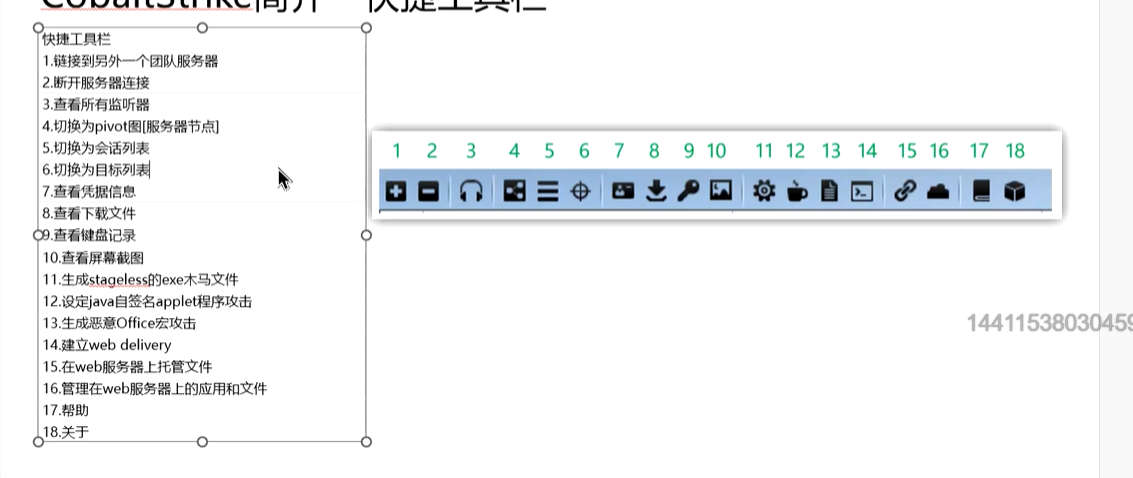 CobaltStrike简介 快捷工具栏
快捷工具栏
1.链接到另外一个团队服务器
2.断开服务器连接
3.查看所有监听器
4.切换为pivot图[服务器节点]
5.切换为会话列表
6.切换为目标列表
7.查看凭据信息
8.查看下载文件
9.查看键盘记录
10.查看屏幕截图
11.生成stageless的exe木马文件
12.设定java自签名applet程序攻击
13.生成恶意Office宏攻击
14.建立web delivery
15.在web服务器上托管文件
16.管理在web服务器上的应用和文件
17.帮助
18.关于
1 2 3 4 5 6 7 8 9 10 11 12 13 14 15 16 17 18
14411538030459